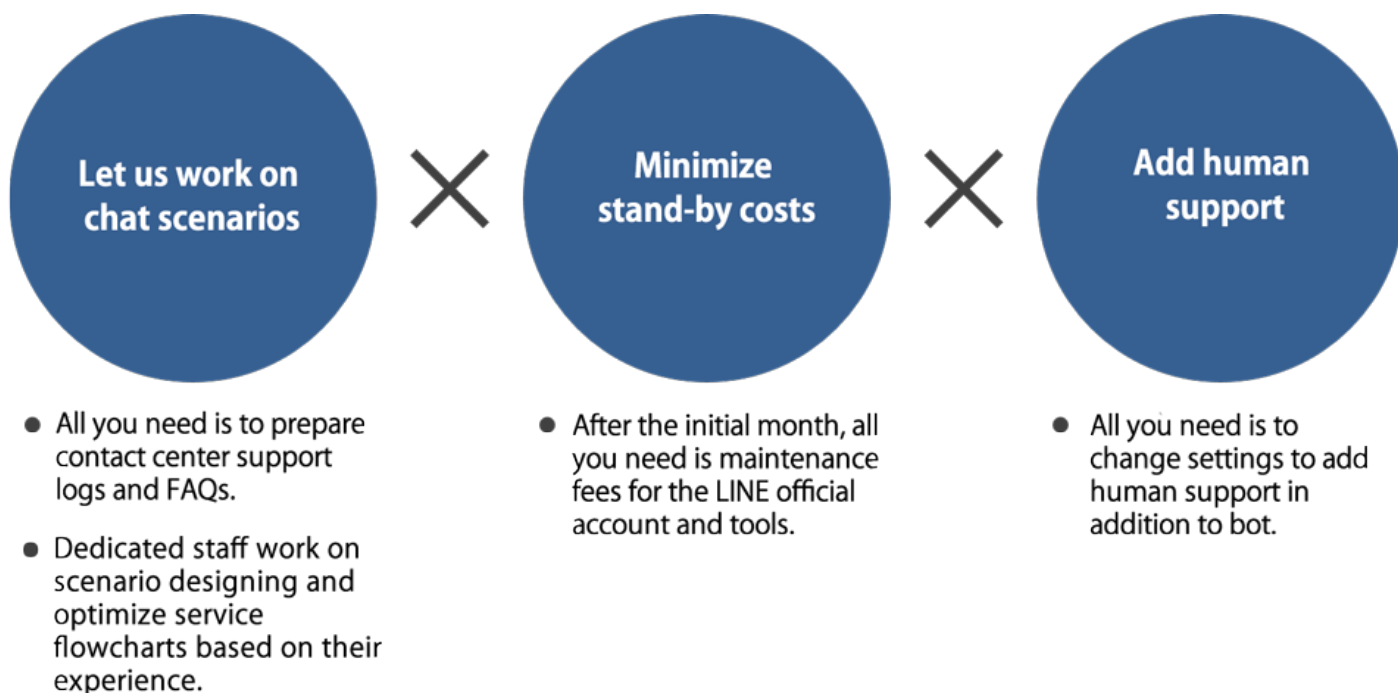 Let us work on
chat scenarios
Minimize
stand-by costs
Add human
support
● All you need is to prepare
contact center support
logs and FAQs.
● Dedicated staff work on
scenario designing and
optimize service
flowcharts based on their
experience.
● After the initial month, all
you need is maintenance
fees for the LINE official
account and tools.
● All you need is to
change settings to add
human support in
addition to bot.